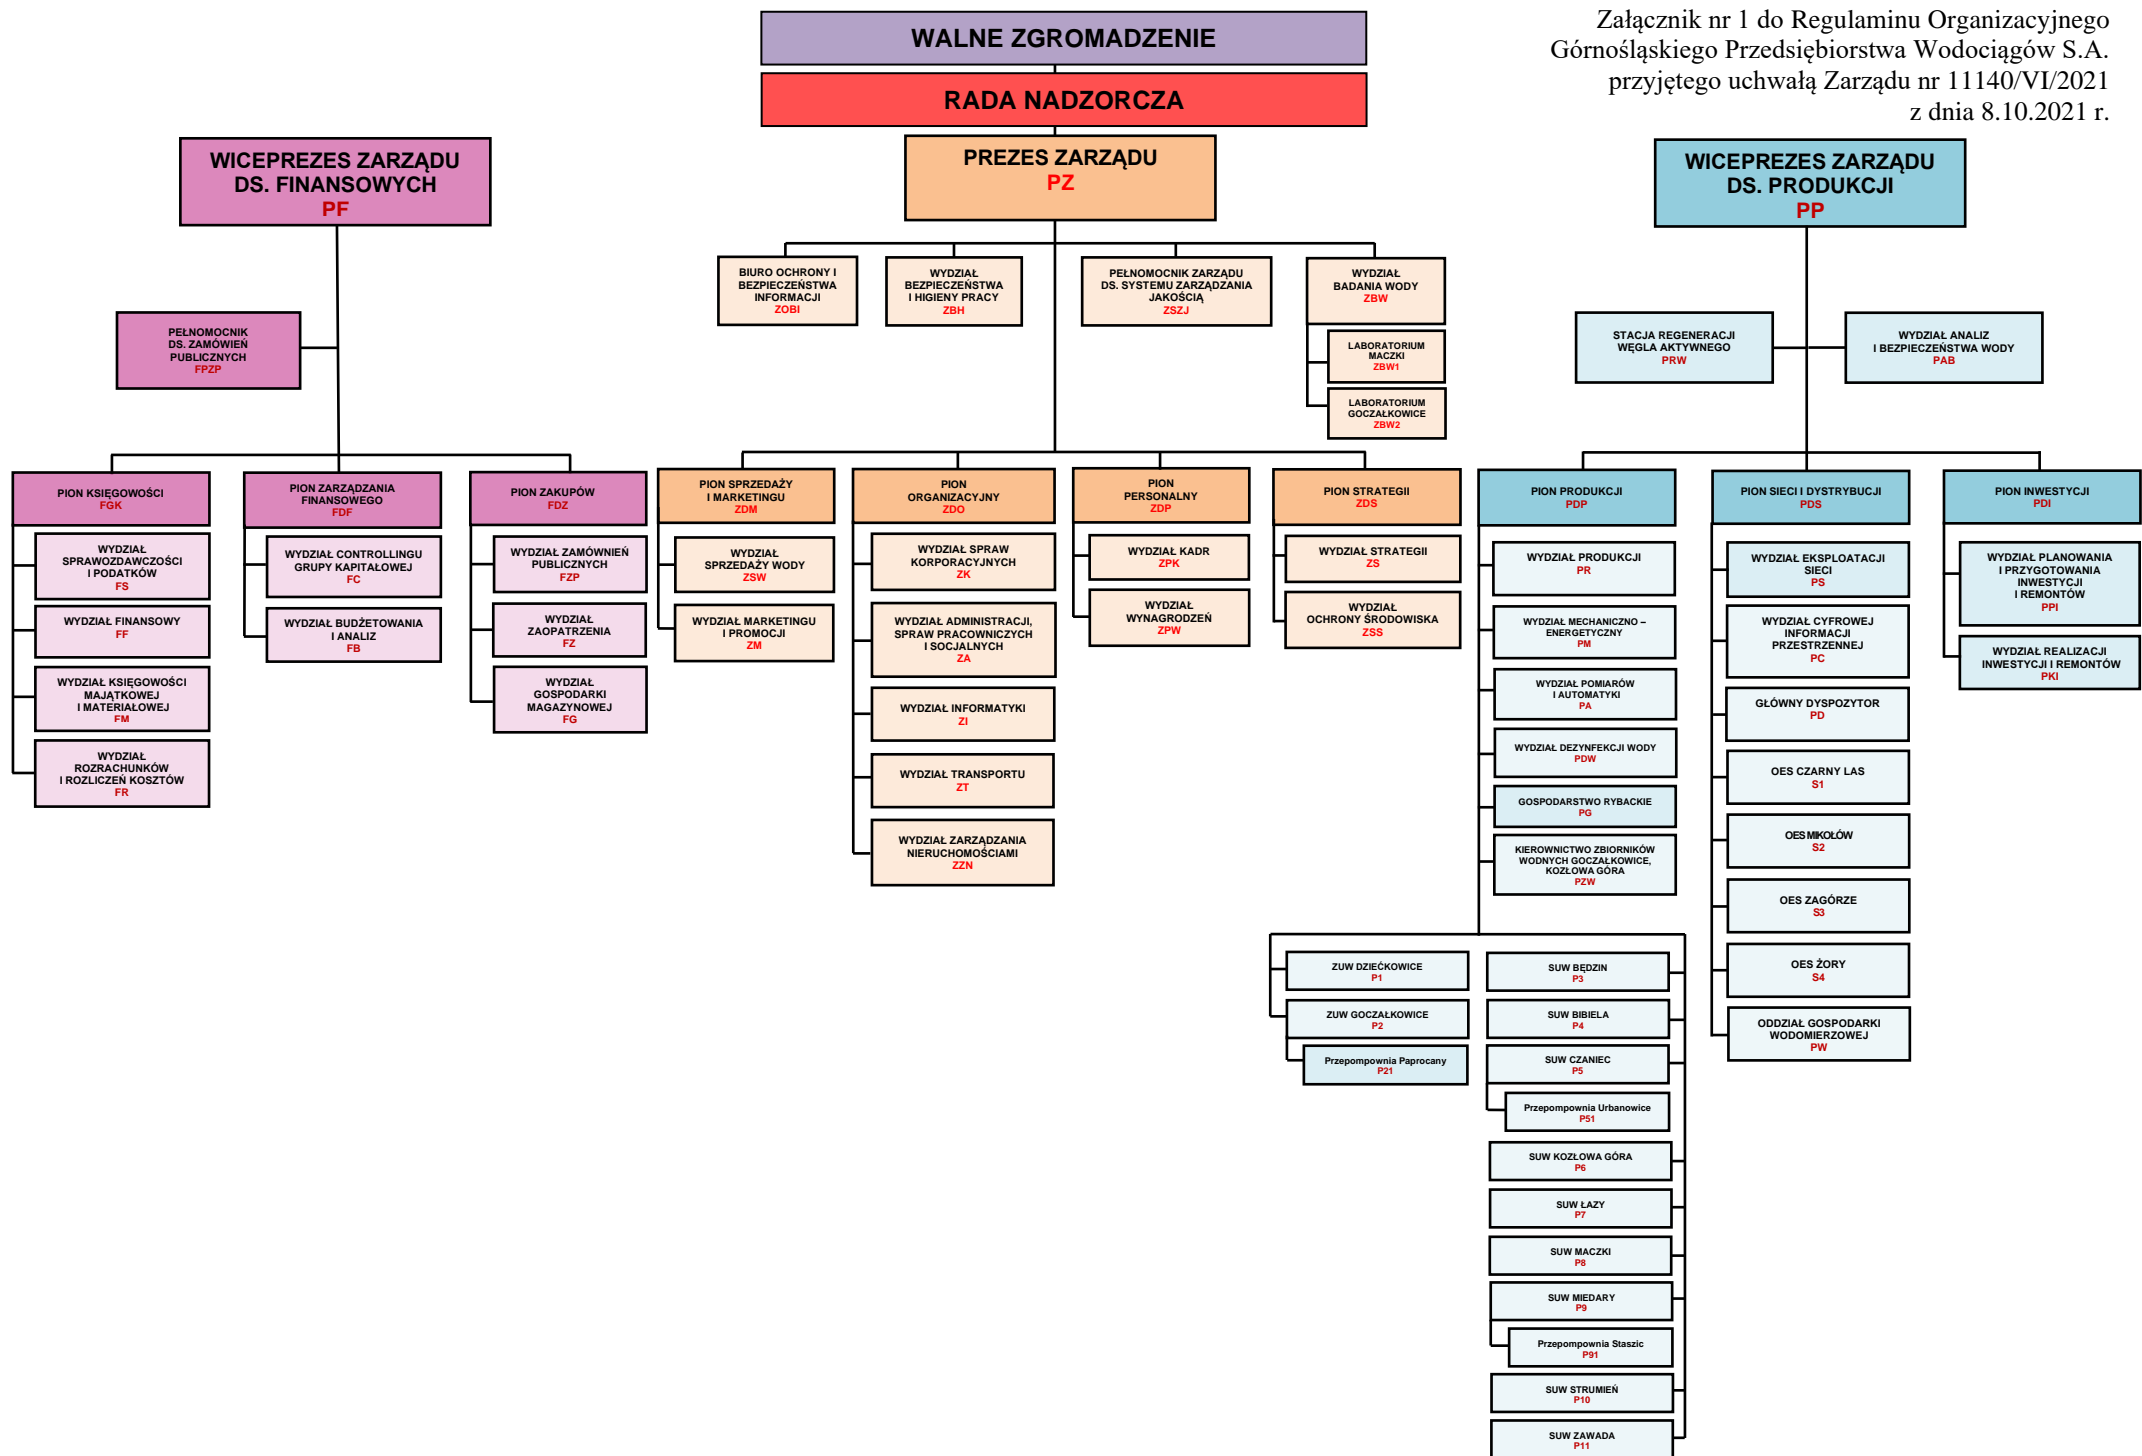 Załącznik nr 1 do Regulaminu Organizacyjnego
Górnośląskiego Przedsiębiorstwa Wodociągów S.A.
przyjętego uchwałą Zarządu nr 11140/VI/2021
z dnia 8.10.2021 r.
WALNE ZGROMADZENIE
RADA NADZORCZA
WICEPREZES ZARZĄDU
DS. FINANSOWYCH
PF
PREZES ZARZĄDU
PZ
WICEPREZES ZARZĄDU
DS. PRODUKCJI
PP
BIURO OCHRONY I
BEZPIECZEŃSTWA
INFORMACJI
ZOBI
WYDZIAŁ
BEZPIECZEŃSTWA
I HIGIENY PRACY
ZBH
PEŁNOMOCNIK ZARZĄDU
DS. SYSTEMU ZARZĄDZANIA
JAKOŚCIĄ
ZSZJ
WYDZIAŁ
BADANIA WODY
ZBW
LABORATORIUM
MACZKI
ZBW1
LABORATORIUM
GOCZAŁKOWICE
ZBW2
PEŁNOMOCNIK
DS. ZAMÓWIEŃ
PUBLICZNYCH
FPZP
STACJA REGENERACJI
WĘGLA AKTYWNEGO
PRW
WYDZIAŁ ANALIZ
I BEZPIECZEŃSTWA WODY
PAB
PION KSIĘGOWOŚCI
FGK
WYDZIAŁ
SPRAWOZDAWCZOŚCI
I PODATKÓW
FS
WYDZIAŁ FINANSOWY
FF
WYDZIAŁ KSIĘGOWOŚCI
MAJĄTKOWEJ
I MATERIAŁOWEJ
FM
WYDZIAŁ
ROZRACHUNKÓW
I ROZLICZEŃ KOSZTÓW
FR
PION ZARZĄDZANIA
FINANSOWEGO
FDF
WYDZIAŁ CONTROLLINGU
GRUPY KAPITAŁOWEJ
FC
WYDZIAŁ BUDŻETOWANIA
I ANALIZ
FB
PION ZAKUPÓW
FDZ
WYDZIAŁ ZAMÓWNIEŃ
PUBLICZNYCH
FZP
WYDZIAŁ
ZAOPATRZENIA
FZ
WYDZIAŁ
GOSPODARKI
MAGAZYNOWEJ
FG
PION SPRZEDAŻY
I MARKETINGU
ZDM
WYDZIAŁ
SPRZEDAŻY WODY
ZSW
WYDZIAŁ MARKETINGU
I PROMOCJI
ZM
PION
ORGANIZACYJNY
ZDO
WYDZIAŁ SPRAW
KORPORACYJNYCH
ZK
WYDZIAŁ ADMINISTRACJI,
SPRAW PRACOWNICZYCH
I SOCJALNYCH
ZA
WYDZIAŁ INFORMATYKI
ZI
WYDZIAŁ TRANSPORTU
ZT
WYDZIAŁ ZARZĄDZANIA
NIERUCHOMOŚCIAMI
ZZN
PION
PERSONALNY
ZDP
WYDZIAŁ KADR
ZPK
WYDZIAŁ
WYNAGRODZEŃ
ZPW
PION STRATEGII
ZDS
WYDZIAŁ STRATEGII
ZS
WYDZIAŁ
OCHRONY ŚRODOWISKA
ZSS
PION PRODUKCJI
PDP
WYDZIAŁ PRODUKCJI
PR
WYDZIAŁ MECHANICZNO –
ENERGETYCZNY
PM
WYDZIAŁ POMIARÓW
I AUTOMATYKI
PA
WYDZIAŁ DEZYNFEKCJI WODY
PDW
GOSPODARSTWO RYBACKIE
PG
KIEROWNICTWO ZBIORNIKÓW
WODNYCH GOCZAŁKOWICE,
KOZŁOWA GÓRA
PZW
ZUW DZIEĆKOWICE
P1
ZUW GOCZAŁKOWICE
P2
Przepompownia Paprocany
P21
SUW BĘDZIN
P3
SUW BIBIELA
P4
SUW CZANIEC
P5
Przepompownia Urbanowice
P51
SUW KOZŁOWA GÓRA
P6
SUW ŁAZY
P7
SUW MACZKI
P8
SUW MIEDARY
P9
Przepompownia Staszic
P91
SUW STRUMIEŃ
P10
SUW ZAWADA
P11
PION SIECI I DYSTRYBUCJI
PDS
WYDZIAŁ EKSPLOATACJI
SIECI
PS
WYDZIAŁ CYFROWEJ
INFORMACJI
PRZESTRZENNEJ
PC
GŁÓWNY DYSPOZYTOR
PD
OES CZARNY LAS
S1
OES MIKOŁÓW
S2
OES ZAGÓRZE
S3
OES ŻORY
S4
ODDZIAŁ GOSPODARKI
WODOMIERZOWEJ
PW
PION INWESTYCJI
PDI
WYDZIAŁ PLANOWANIA
I PRZYGOTOWANIA
INWESTYCJI
I REMONTÓW
PPI
WYDZIAŁ REALIZACJI
INWESTYCJI I REMONTÓW
PKI